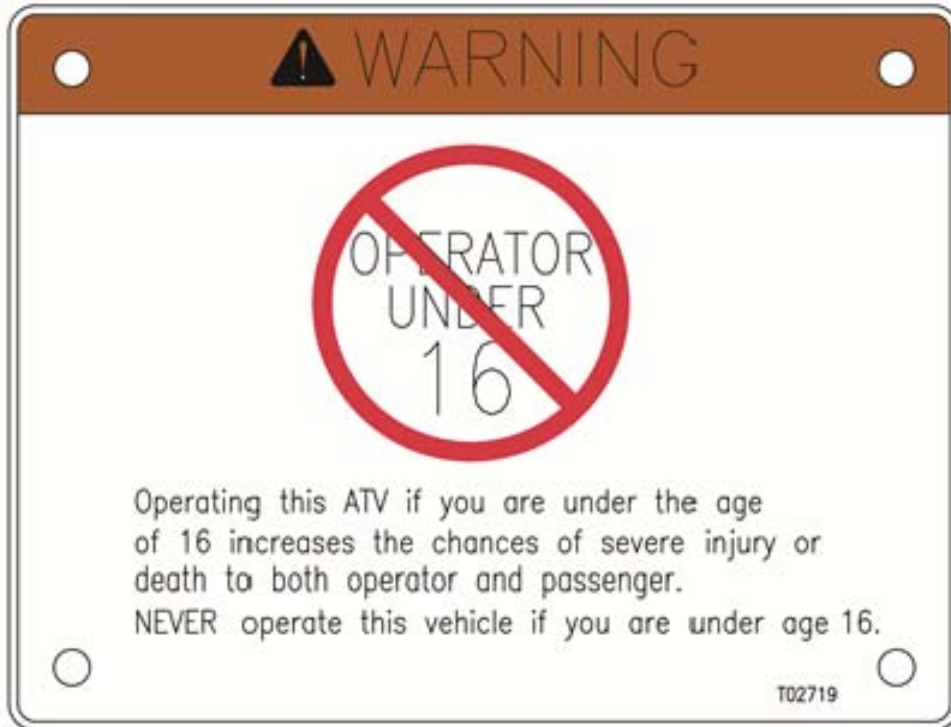 WARNING
OPERATOR
UNDER
16
Operating this ATV if you are under the age
of 16 increases the chances of severe injury or
death to both operator and passenger.
NEVER operate this vehicle if you are under age 16.
T02719